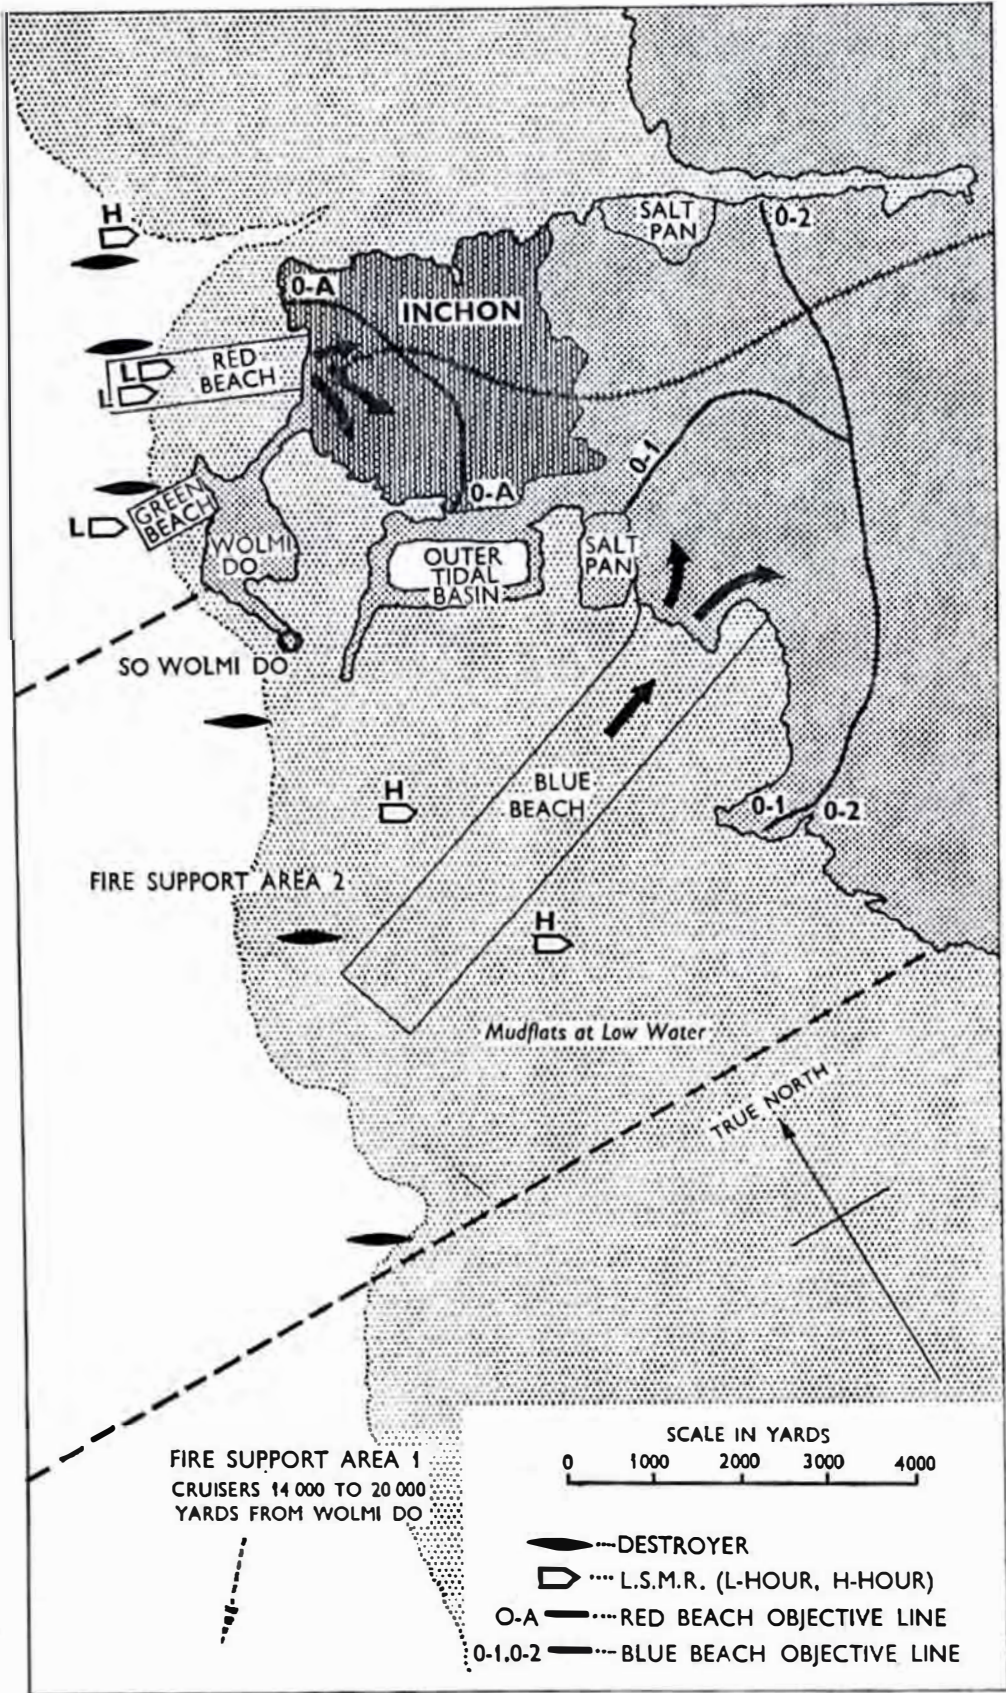 SALT
PAN
0-2
H
0-A
INCHON
L
RED
BEACH
L
0-1
0-A
L
GREEN
BEACH
WOLMI
DO
OUTER
TIDAL
BASIN
SALT
PAN
SO WOLMI DO
BLUE
BEACH
H
0-1
0-2
FIRE SUPPORT AREA 2
H
Mudflats at Low Water
TRUE NORTH
FIRE SUPPORT AREA 1
CRUISERS 14 000 TO 20 000
YARDS FROM WOLMI DO
SCALE IN YARDS
0 1000 2000 3000 4000
DESTROYER
L.S.M.R. (L-HOUR, H-HOUR)
O-A RED BEACH OBJECTIVE LINE
0-1,0-2 BLUE BEACH OBJECTIVE LINE